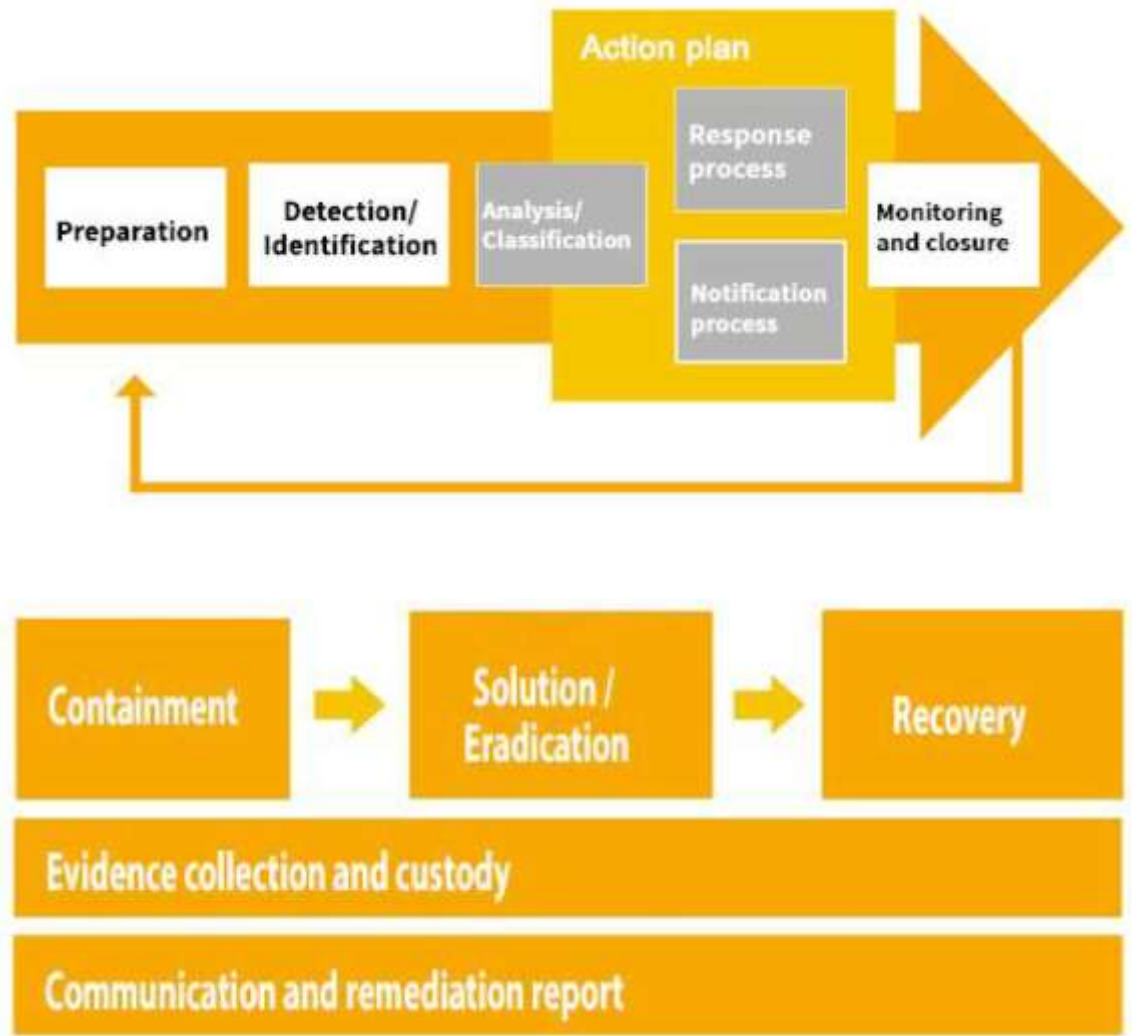 Action plan
Preparation
Detection/
Identification
Analysis/
Classification
Response
process
Notification
process
Monitoring
and closure
Containment
Solution /
Eradication
Recovery
Evidence collection and custody
Communication and remediation report